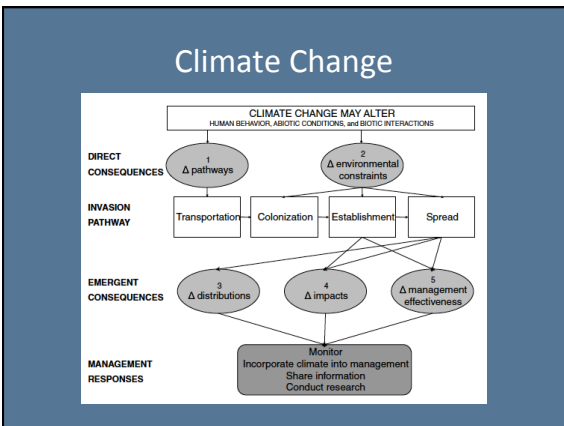 Climate Change
CLIMATE CHANGE MAY ALTER
HUMAN BEHAVIOR, ABIOTIC CONDITIONS, and BIOTIC INTERACTIONS
DIRECT
CONSEQUENCES
1
Δ pathways
2
Δ environmental
constraints
INVASION
PATHWAY
Transportation
Colonization
Establishment
Spread
EMERGENT
CONSEQUENCES
3
Δ distributions
4
Δ impacts
5
Δ management
effectiveness
MANAGEMENT
RESPONSES
Monitor
Incorporate climate into management
Share information
Conduct research